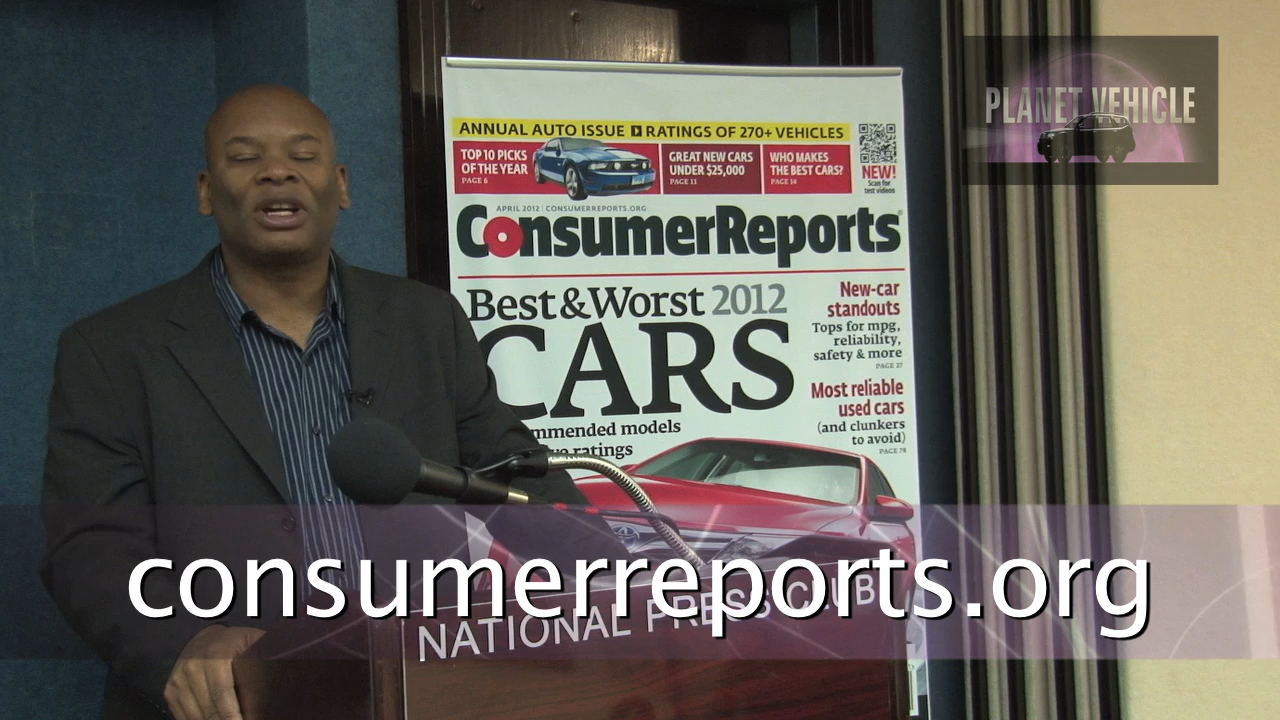 PLANET VEHICLE
ANNUAL AUTO ISSUE RATINGS OF 270+ VEHICLES
TOP 10 PICKS
OF THE YEAR
PAGE 6
GREAT NEW CARS
UNDER $25,000
PAGE 11
WHO MAKES
THE BEST CARS?
PAGE 14
NEW!
Scan for
test videos
APRIL 2012 | CONSUMERREPORTS.ORG
ConsumerReports
Best & Worst 2012
CARS
New-car
standouts
Tops for mpg,
reliability,
safety & more
PAGE 27
Most reliable
used cars
(and clunkers
to avoid)
PAGE 78
mmended models
ratings
consumerreports.org
NATIONAL PRESS CLUB